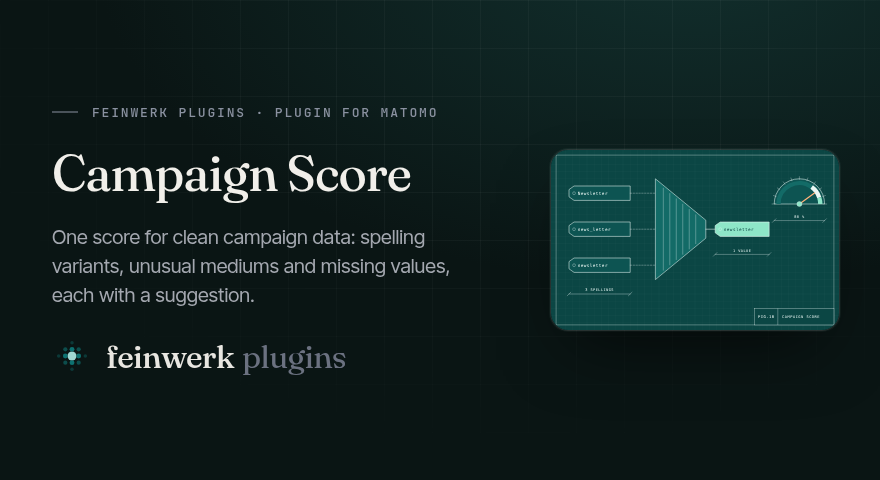 FEINWERK PLUGINS · PLUGIN FOR MATOMO
Campaign Score
One score for clean campaign data: spelling
variants, unusual mediums and missing values,
each with a suggestion.
feinwerk plugins
Newsletter
news_letter
newsletter
3 SPELLINGS
newsletter
1 VALUE
CAMPAIGN SCORE